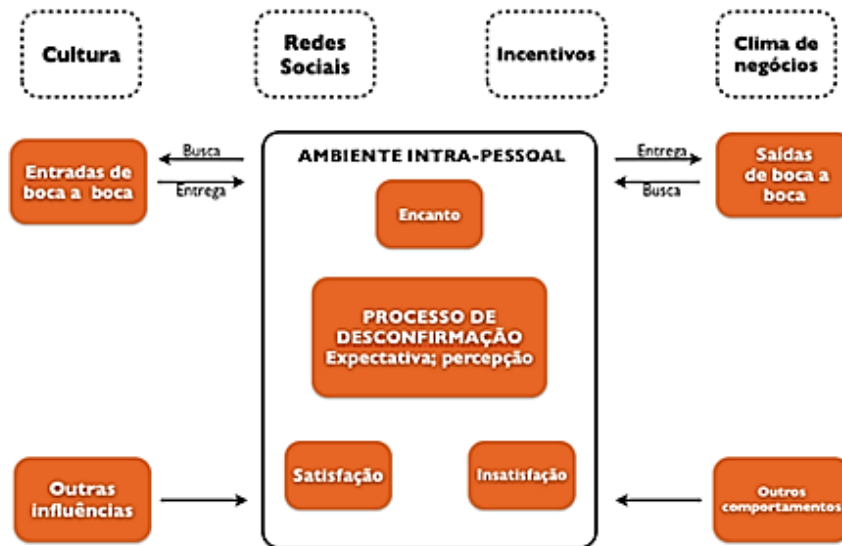 Cultura
Redes
Sociais
Incentivos
Clima de
negócios
Entradas de
boca a boca
Busca
Entrega
AMBIENTE INTRA-PESSOAL
Encanto
PROCESSO DE
DESCONFIRMAÇÃO
Expectativa; percepção
Satisfação
Insatisfação
Entrega
Busca
Saídas
de boca a
boca
Outras
influências
Outros
comportamentos